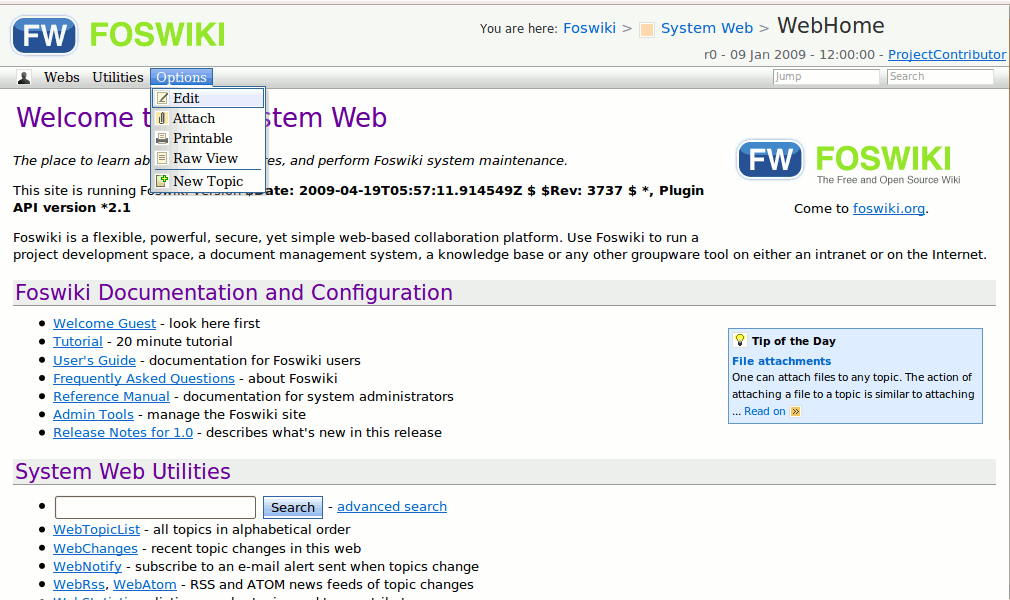 FW FOSWIKI
You are here: Foswiki > System Web > WebHome
r0 - 09 Jan 2009 - 12:00:00 - ProjectContributor
Webs Utilities Options
Jump
Search
Edit
Attach
Printable
Raw View
New Topic
Welcome t stem Web
The place to learn ab es, and perform Foswiki system maintenance.
FW FOSWIKI
The Free and Open Source Wiki
Come to foswiki.org.
This site is running Foswiki version $Date: 2009-04-19T05:57:11.914549Z $ $Rev: 3737 $ *, Plugin
API version *2.1
Foswiki is a flexible, powerful, secure, yet simple web-based collaboration platform. Use Foswiki to run a
project development space, a document management system, a knowledge base or any other groupware tool on either an intranet or on the Internet.
Foswiki Documentation and Configuration
Welcome Guest - look here first
Tutorial - 20 minute tutorial
User's Guide - documentation for Foswiki users
Frequently Asked Questions - about Foswiki
Reference Manual - documentation for system administrators
Admin Tools - manage the Foswiki site
Release Notes for 1.0 - describes what's new in this release
Tip of the Day
File attachments
One can attach files to any topic. The action of
attaching a file to a topic is similar to attaching
... Read on
System Web Utilities
Search - advanced search
WebTopicList - all topics in alphabetical order
WebChanges - recent topic changes in this web
WebNotify - subscribe to an e-mail alert sent when topics change
WebRss, WebAtom - RSS and ATOM news feeds of topic changes